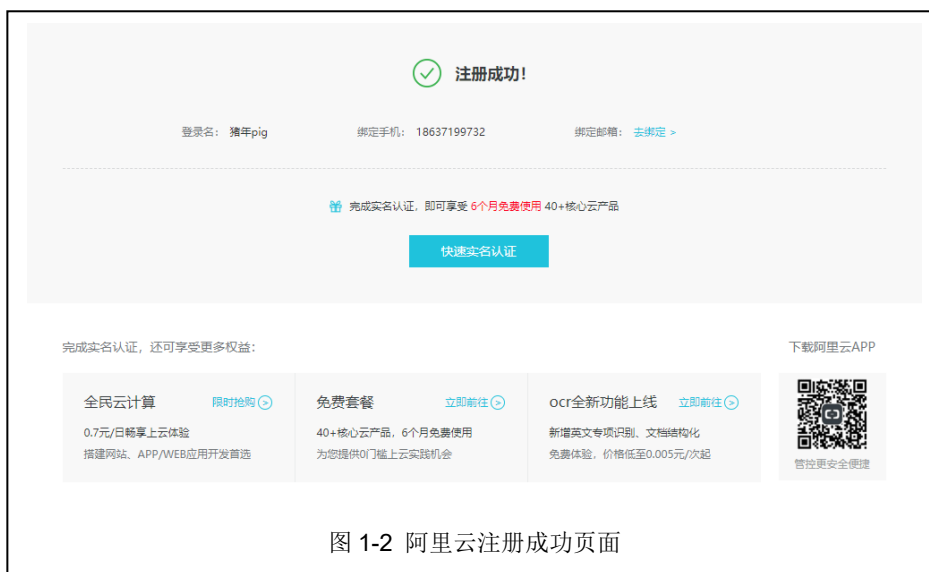 注册成功！
登录名： 猪年pig 绑定手机： 18637199732 绑定邮箱： 去绑定 >
完成实名认证，即可享受 6个月免费使用 40+核心云产品
快速实名认证
完成实名认证，还可享受更多权益：
下载阿里云APP
全民云计算 限时抢购
0.7元/日畅享上云体验
搭建网站、APP/WEB应用开发首选
免费套餐 立即前往
40+核心云产品，6个月免费使用
为您提供0门槛上云实践机会
ocr全新功能上线 立即前往
新增英文专项识别、文档结构化
免费体验，价格低至0.005元/次起
管控更安全便捷
图 1-2 阿里云注册成功页面